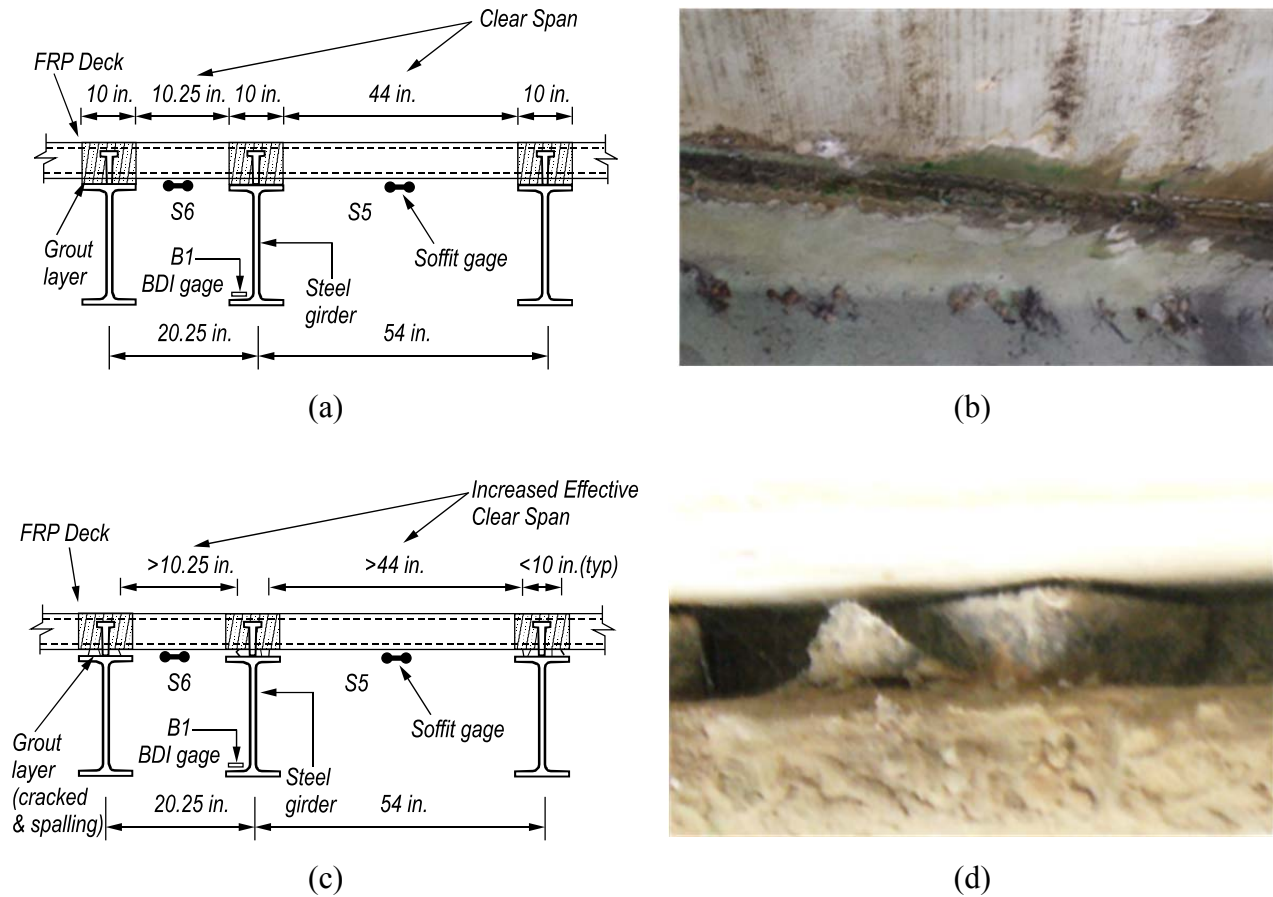 Clear Span
FRP Deck
10 in. 10.25 in. 10 in. 44 in. 10 in.
S6 S5
Grout
layer
B1
BDI gage
Steel
girder
Soffit gage
20.25 in. 54 in.
(a) (b)
Increased Effective
Clear Span
FRP Deck
>10.25 in. >44 in. <10 in.(typ)
S6 S5
Grout
layer
(cracked
& spalling)
B1
BDI gage
Steel
girder
Soffit gage
20.25 in. 54 in.
(c) (d)